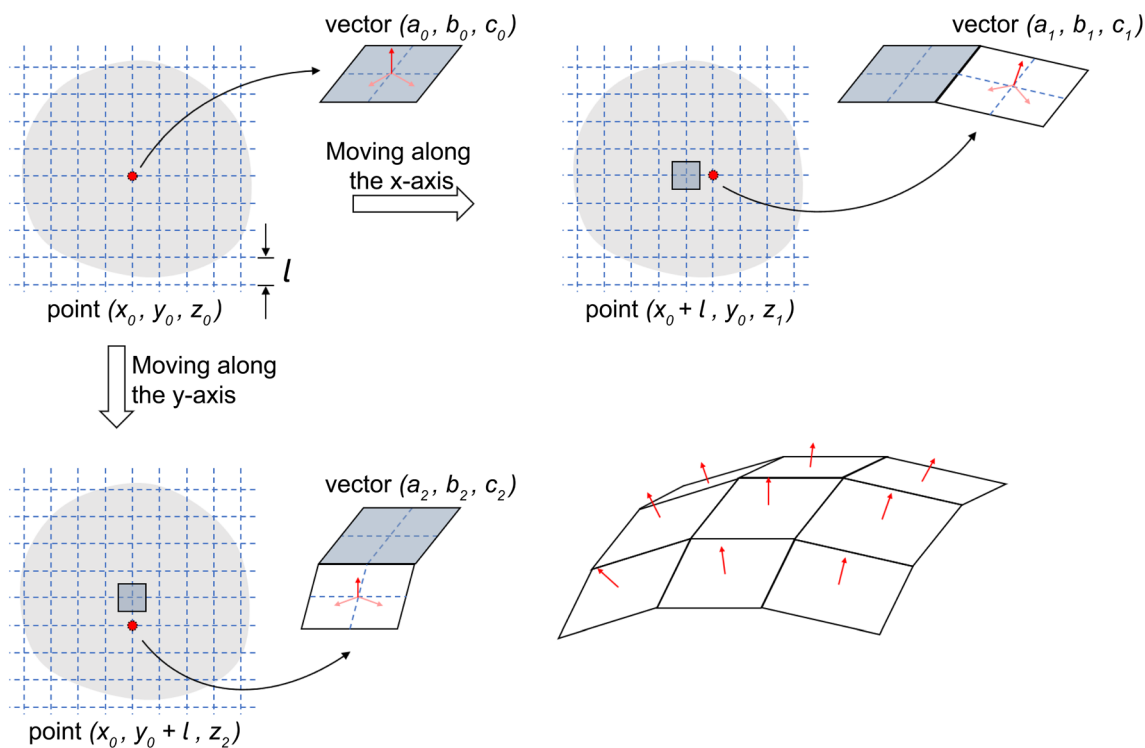 vector (a₀, b₀, c₀)
vector (a₁, b₁, c₁)
Moving along
the x-axis
l
point (x₀, y₀, z₀)
point (x₀ + l , y₀, z₁)
Moving along
the y-axis
vector (a₂, b₂, c₂)
point (x₀, y₀ + l , z₂)